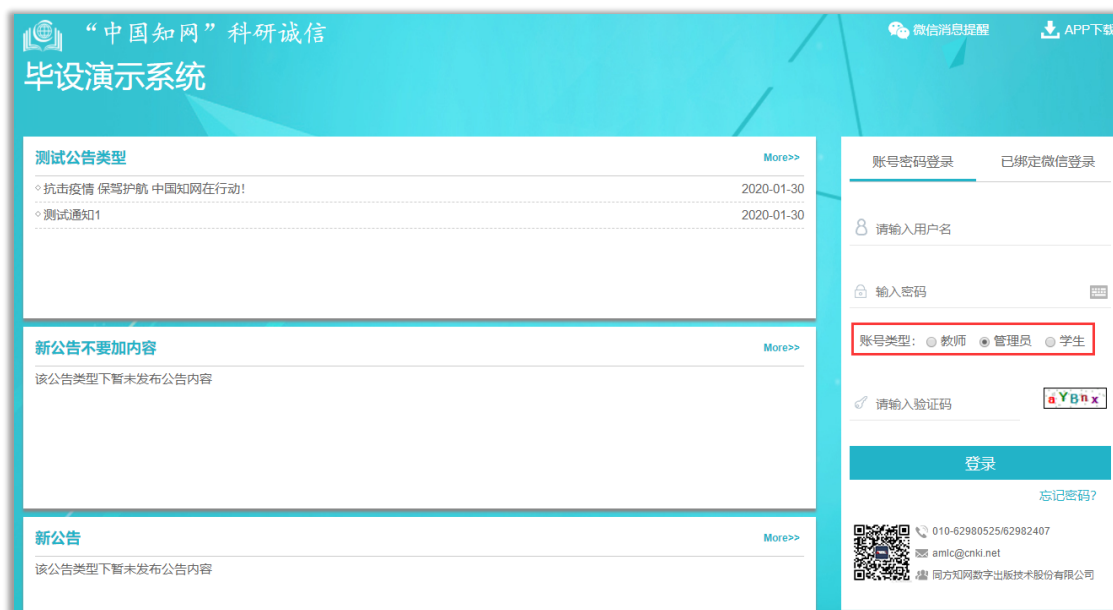 “中国知网”科研诚信
微信消息提醒
APP下载
毕设演示系统
测试公告类型
More>>
抗击疫情 保驾护航 中国知网在行动!
2020-01-30
测试通知1
2020-01-30
新公告不要加内容
More>>
该公告类型下暂未发布公告内容
新公告
More>>
该公告类型下暂未发布公告内容
账号密码登录
已绑定微信登录
请输入用户名
输入密码
账号类型: 教师 管理员 学生
请输入验证码
aYBnx
登录
忘记密码?
010-62980525/62982407
amlc@cnki.net
同方知网数字出版技术股份有限公司